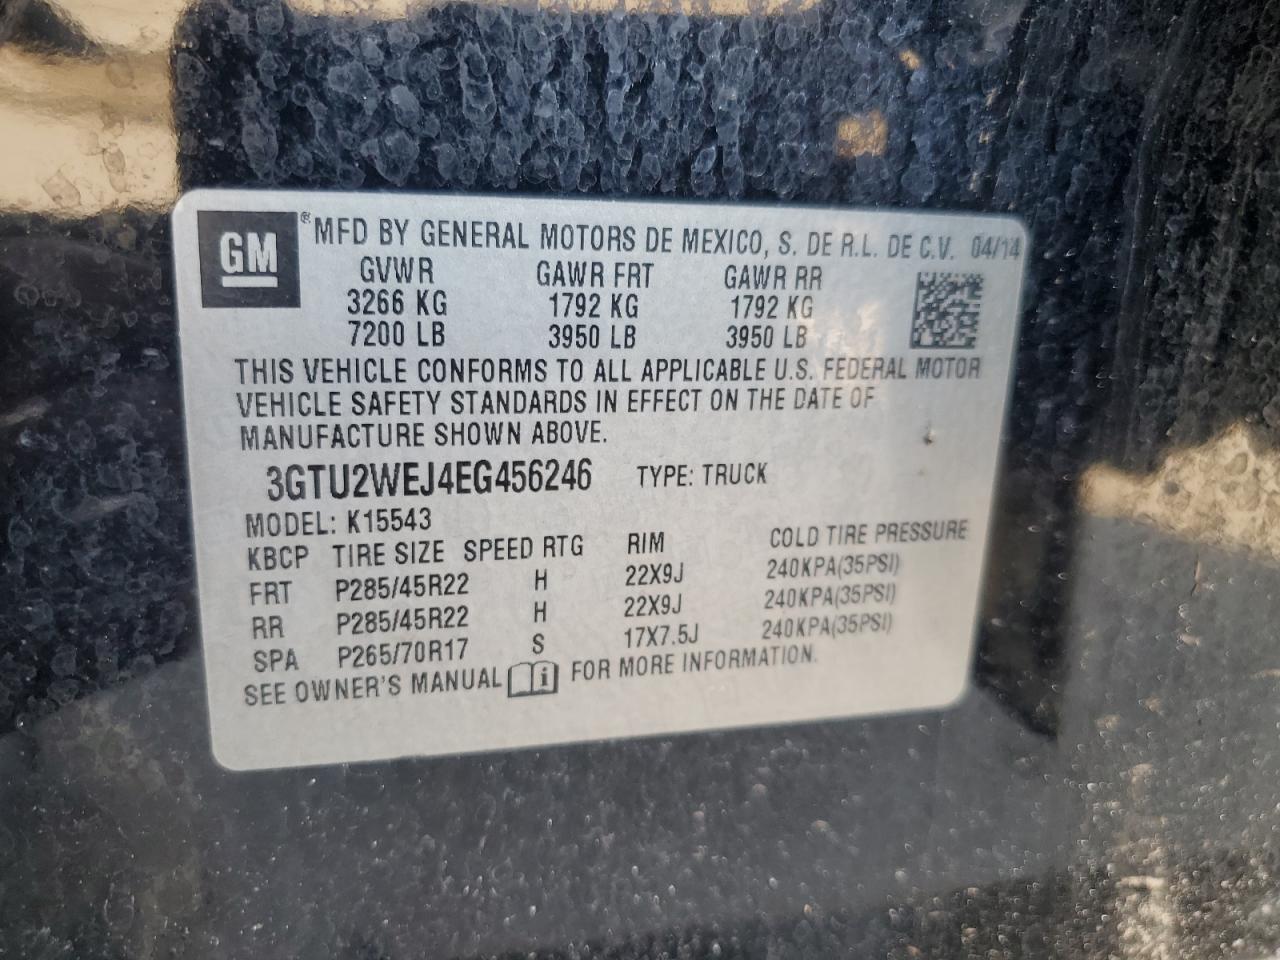 GM ® MFD BY GENERAL MOTORS DE MEXICO, S. DE R.L. DE C.V. 04/14
GVWR GAWR FRT GAWR RR
3266 KG 1792 KG 1792 KG
7200 LB 3950 LB 3950 LB
THIS VEHICLE CONFORMS TO ALL APPLICABLE U.S. FEDERAL MOTOR
VEHICLE SAFETY STANDARDS IN EFFECT ON THE DATE OF
MANUFACTURE SHOWN ABOVE.
3GTU2WEJ4EG456246 TYPE: TRUCK
MODEL: K15543
KBCP TIRE SIZE SPEED RTG RIM COLD TIRE PRESSURE
FRT P285/45R22 H 22X9J 240KPA(35PSI)
RR P285/45R22 H 22X9J 240KPA(35PSI)
SPA P265/70R17 S 17X7.5J 240KPA(35PSI)
SEE OWNER'S MANUAL i FOR MORE INFORMATION.